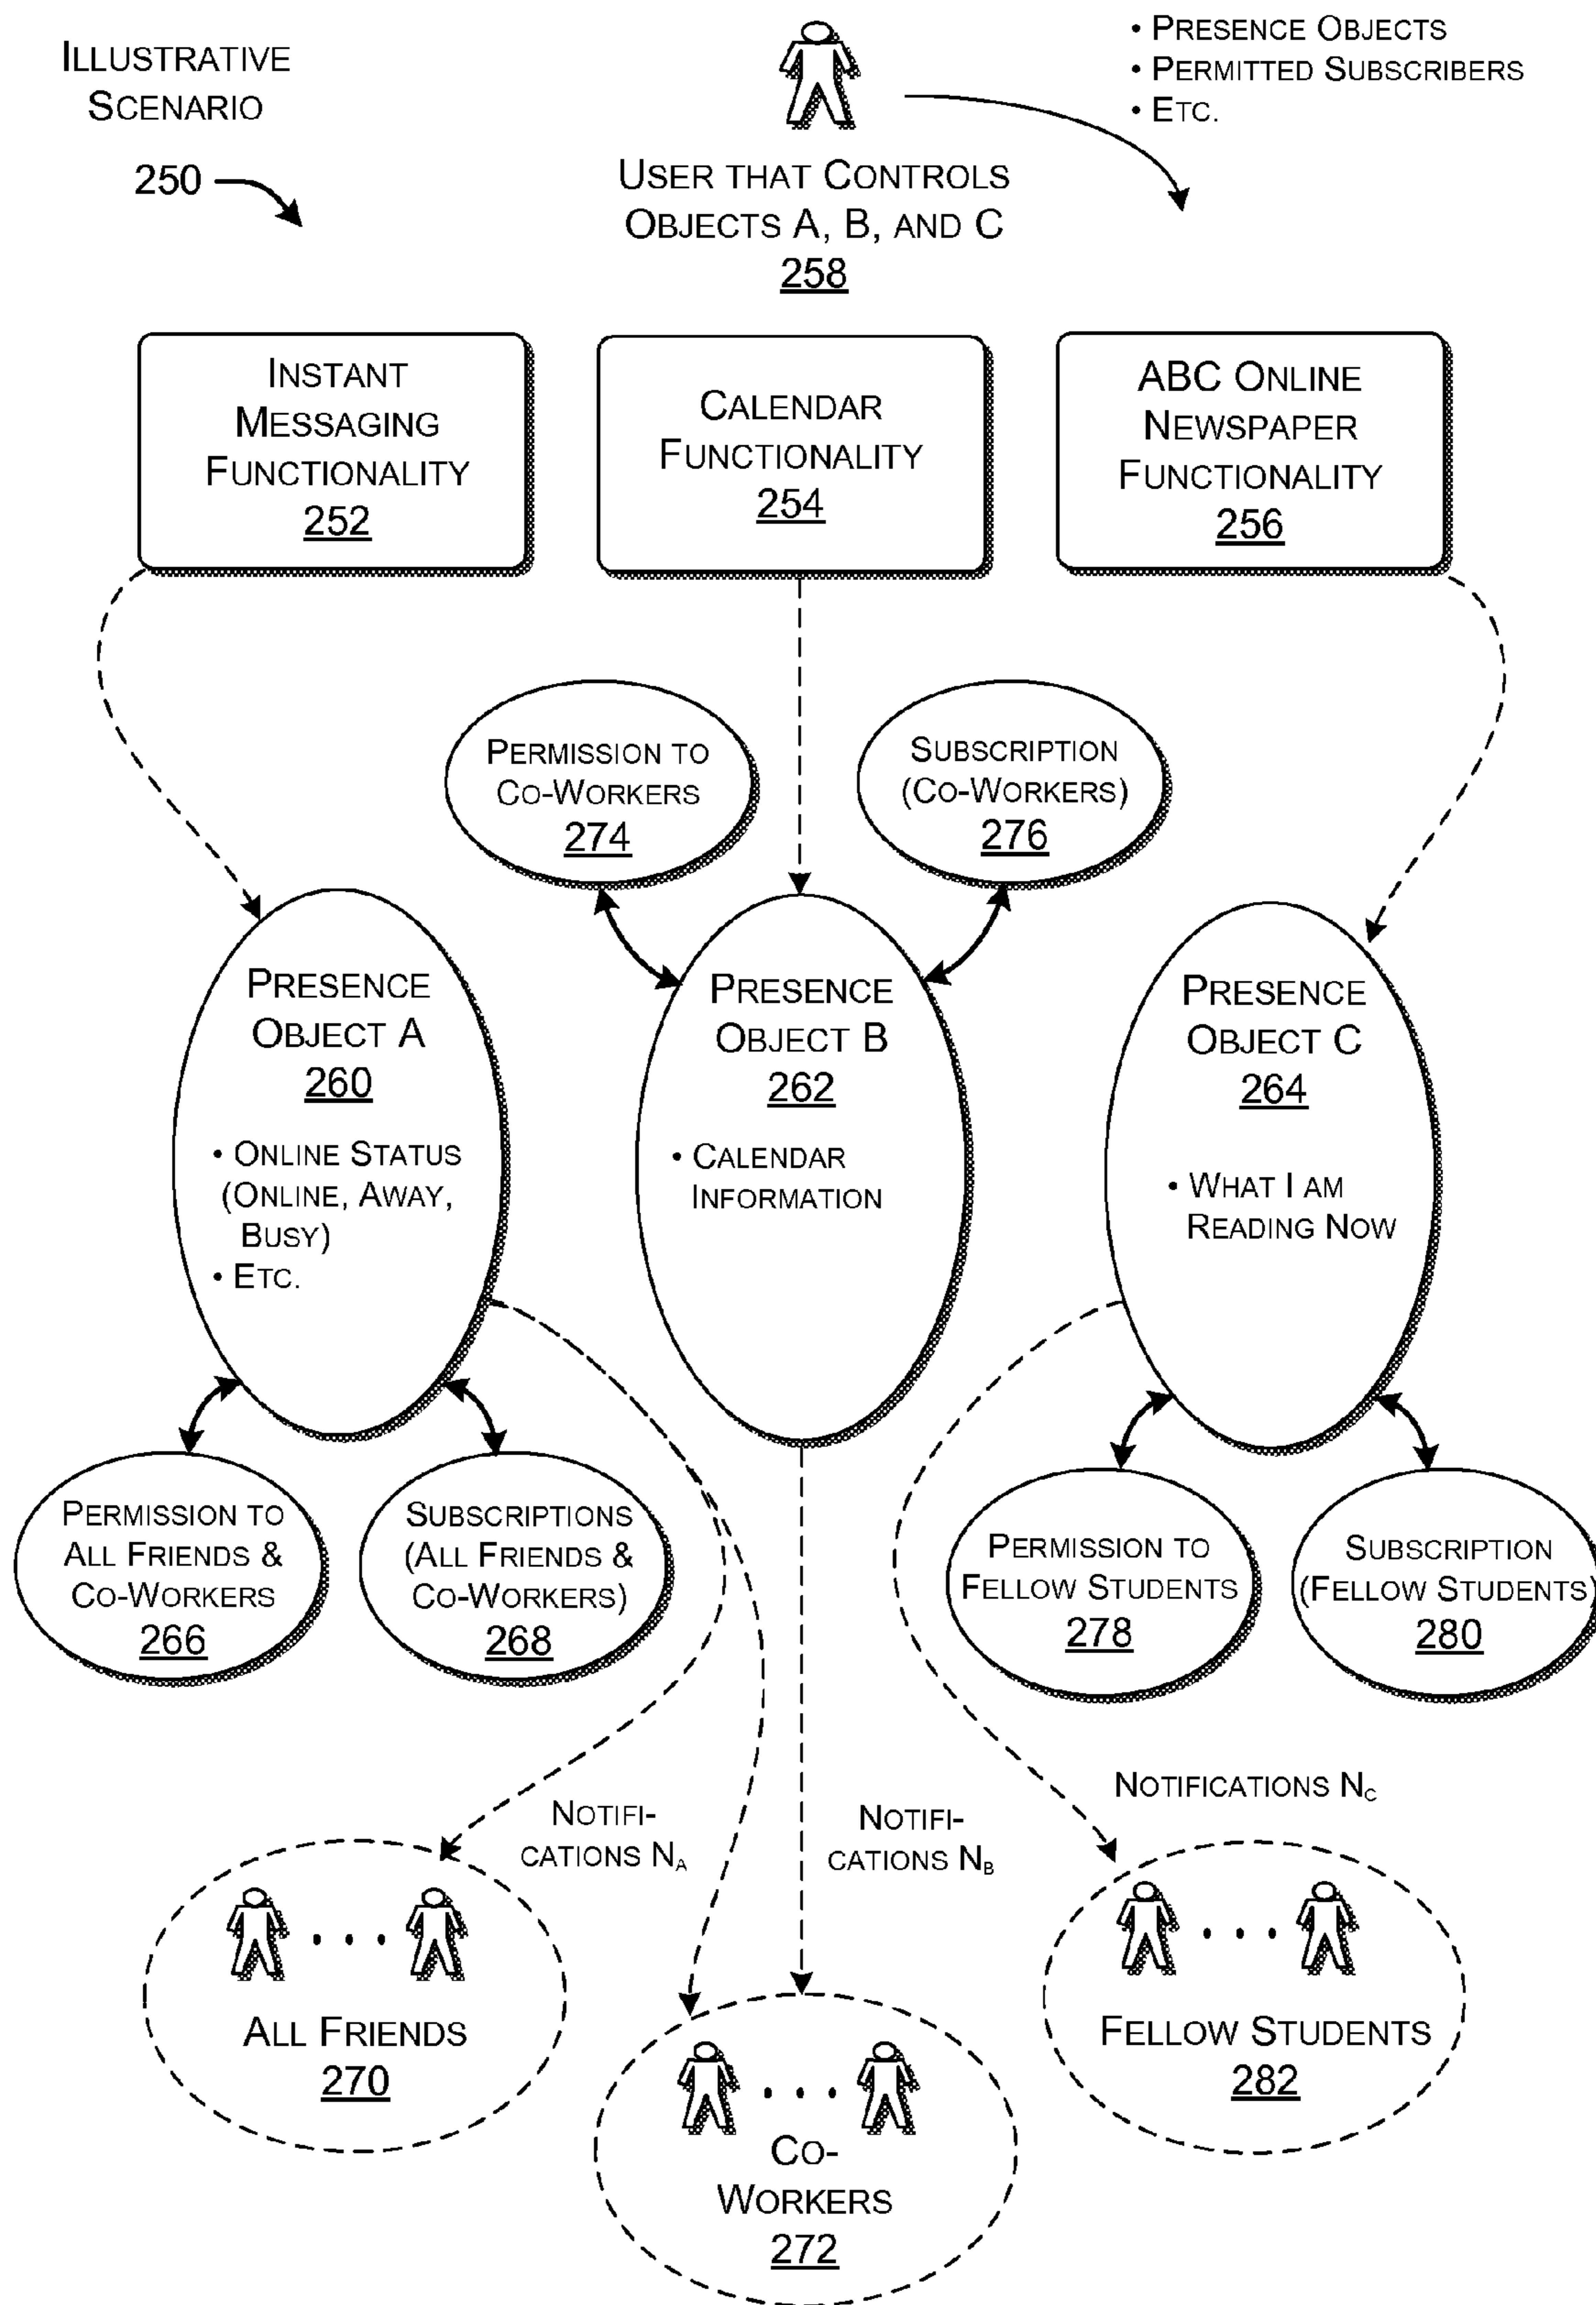 ILLUSTRATIVE
SCENARIO
250
• PRESENCE OBJECTS
• PERMITTED SUBSCRIBERS
• ETC.
USER THAT CONTROLS
OBJECTS A, B, AND C
258
INSTANT
MESSAGING
FUNCTIONALITY
252
CALENDAR
FUNCTIONALITY
254
ABC ONLINE
NEWSPAPER
FUNCTIONALITY
256
PERMISSION TO
CO-WORKERS
274
SUBSCRIPTION
(CO-WORKERS)
276
PRESENCE
OBJECT A
260
• ONLINE STATUS
(ONLINE, AWAY,
BUSY)
• ETC.
PRESENCE
OBJECT B
262
• CALENDAR
INFORMATION
PRESENCE
OBJECT C
264
• WHAT I AM
READING NOW
PERMISSION TO
ALL FRIENDS &
CO-WORKERS
266
SUBSCRIPTIONS
(ALL FRIENDS &
CO-WORKERS)
268
PERMISSION TO
FELLOW STUDENTS
278
SUBSCRIPTION
(FELLOW STUDENTS)
280
NOTIFI-
CATIONS NA
NOTIFI-
CATIONS NB
NOTIFICATIONS NC
ALL FRIENDS
270
CO-
WORKERS
272
FELLOW STUDENTS
282